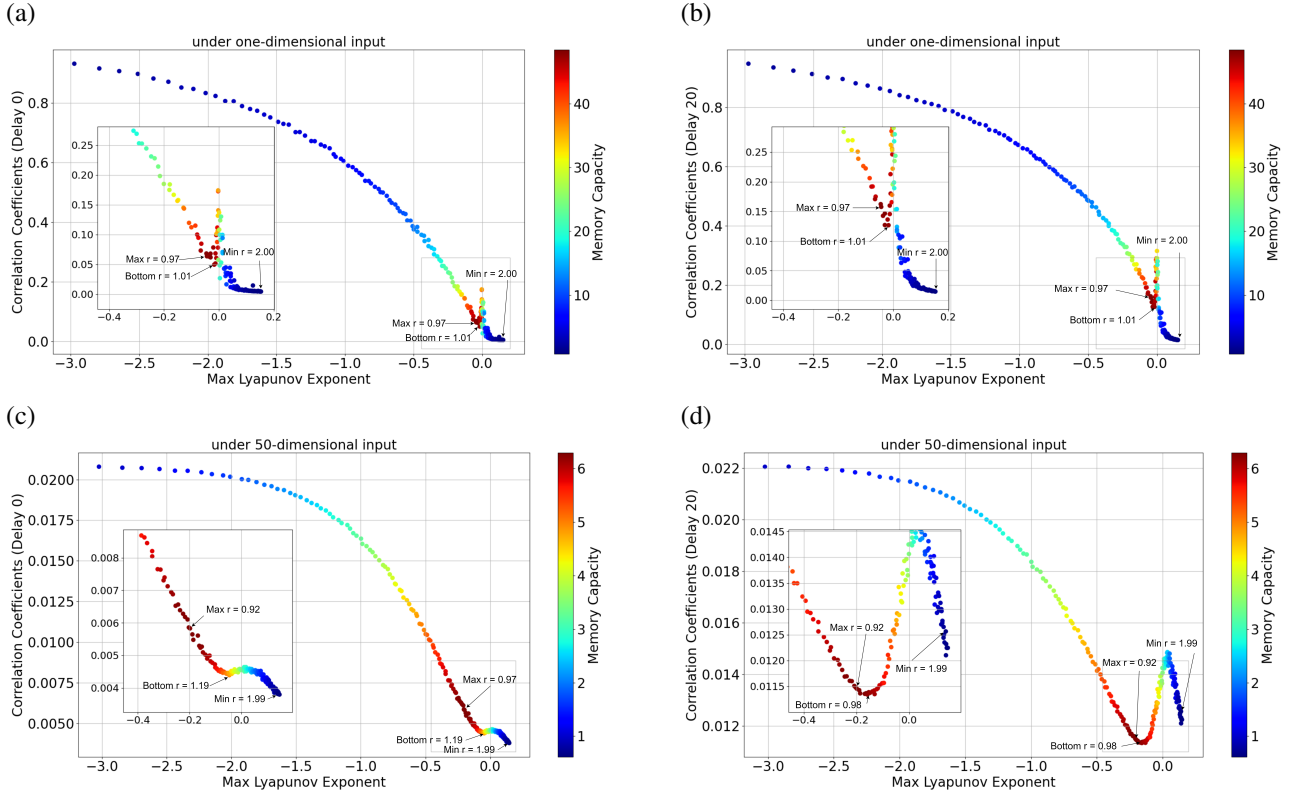 (a)
under one-dimensional input
Correlation Coefficients (Delay 0)
0.8
0.6
0.4
0.2
0.0
−3.0 −2.5 −2.0 −1.5 −1.0 −0.5 0.0
Max Lyapunov Exponent
0.25
0.20
0.15
0.10
0.05
0.00
−0.4 −0.2 0.0 0.2
Min r = 2.00
Max r = 0.97
Bottom r = 1.01
Min r = 2.00
Max r = 0.97
Bottom r = 1.01
40
30
20
10
Memory Capacity
(b)
under one-dimensional input
Correlation Coefficients (Delay 20)
0.8
0.6
0.4
0.2
0.0
−3.0 −2.5 −2.0 −1.5 −1.0 −0.5 0.0
Max Lyapunov Exponent
0.25
0.20
0.15
0.10
0.05
0.00
−0.4 −0.2 0.0 0.2
Max r = 0.97
Bottom r = 1.01
Min r = 2.00
Min r = 2.00
Max r = 0.97
Bottom r = 1.01
40
30
20
10
Memory Capacity
(c)
under 50-dimensional input
Correlation Coefficients (Delay 0)
0.0200
0.0175
0.0150
0.0125
0.0100
0.0075
0.0050
−3.0 −2.5 −2.0 −1.5 −1.0 −0.5 0.0
Max Lyapunov Exponent
0.008
0.007
0.006
0.005
0.004
−0.4 −0.2 0.0
Max r = 0.92
Bottom r = 1.19
Min r = 1.99
Max r = 0.97
Bottom r = 1.19
Min r = 1.99
6
5
4
3
2
1
Memory Capacity
(d)
under 50-dimensional input
Correlation Coefficients (Delay 20)
0.022
0.020
0.018
0.016
0.014
0.012
−3.0 −2.5 −2.0 −1.5 −1.0 −0.5 0.0
Max Lyapunov Exponent
0.0145
0.0140
0.0135
0.0130
0.0125
0.0120
0.0115
−0.4 −0.2 0.0
Max r = 0.92
Min r = 1.99
Bottom r = 0.98
Min r = 1.99
Max r = 0.92
Bottom r = 0.98
6
5
4
3
2
1
Memory Capacity